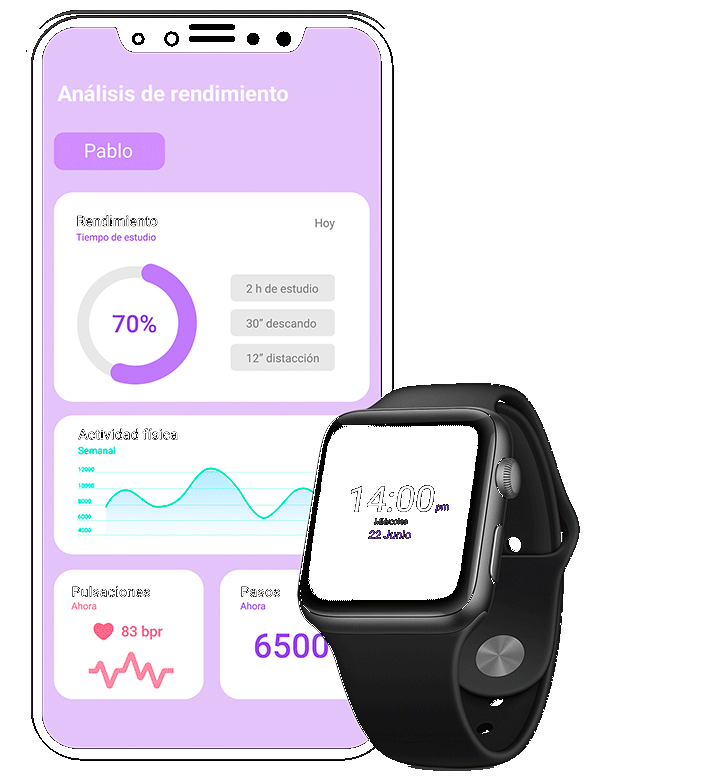 Análisis de rendimiento
Pablo
Rendimiento
Hoy
Tiempo de estudio
70%
2 h de estudio
30” descando
12” distacción
Actividad física
Semanal
12000
10000
8000
6000
4000
14:00 pm
Miércoles
22 Junio
Pulsaciones
Ahora
83 bpr
Pasos
Ahora
6500